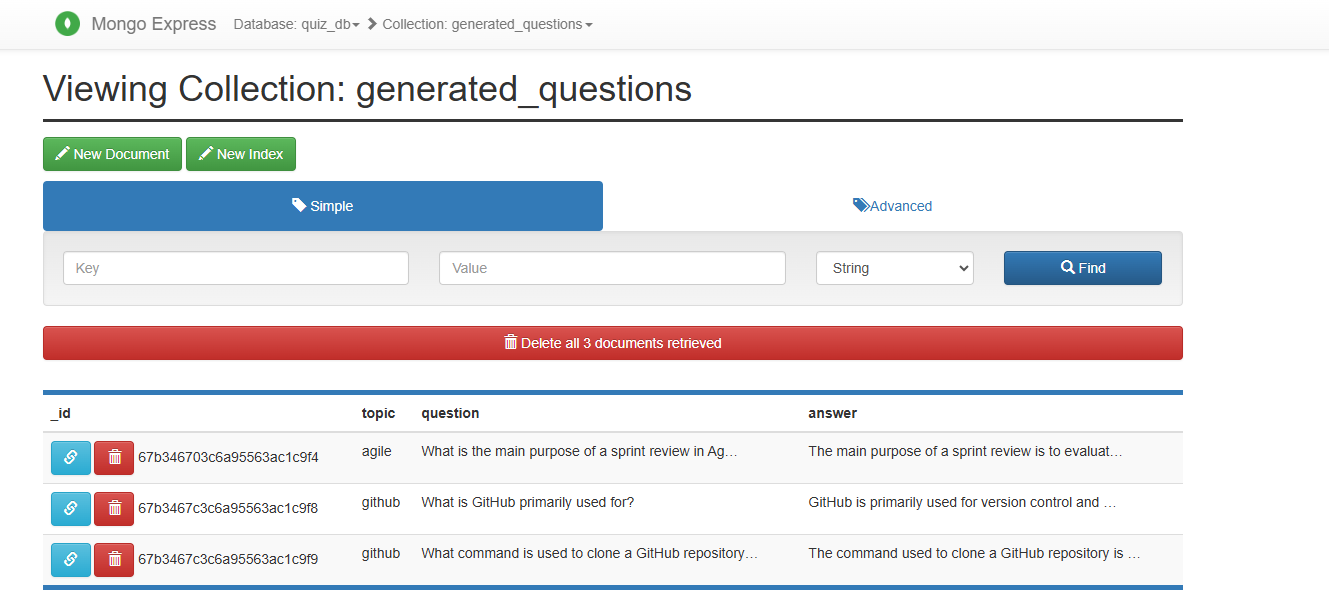 Mongo Express Database: quiz_db Collection: generated_questions
Viewing Collection: generated_questions
New Document New Index
Simple Advanced
Key Value String Find
Delete all 3 documents retrieved
_id topic question answer
67b346703c6a95563ac1c9f4 agile What is the main purpose of a sprint review in Ag… The main purpose of a sprint review is to evaluat…
67b3467c3c6a95563ac1c9f8 github What is GitHub primarily used for? GitHub is primarily used for version control and …
67b3467c3c6a95563ac1c9f9 github What command is used to clone a GitHub repository… The command used to clone a GitHub repository is …